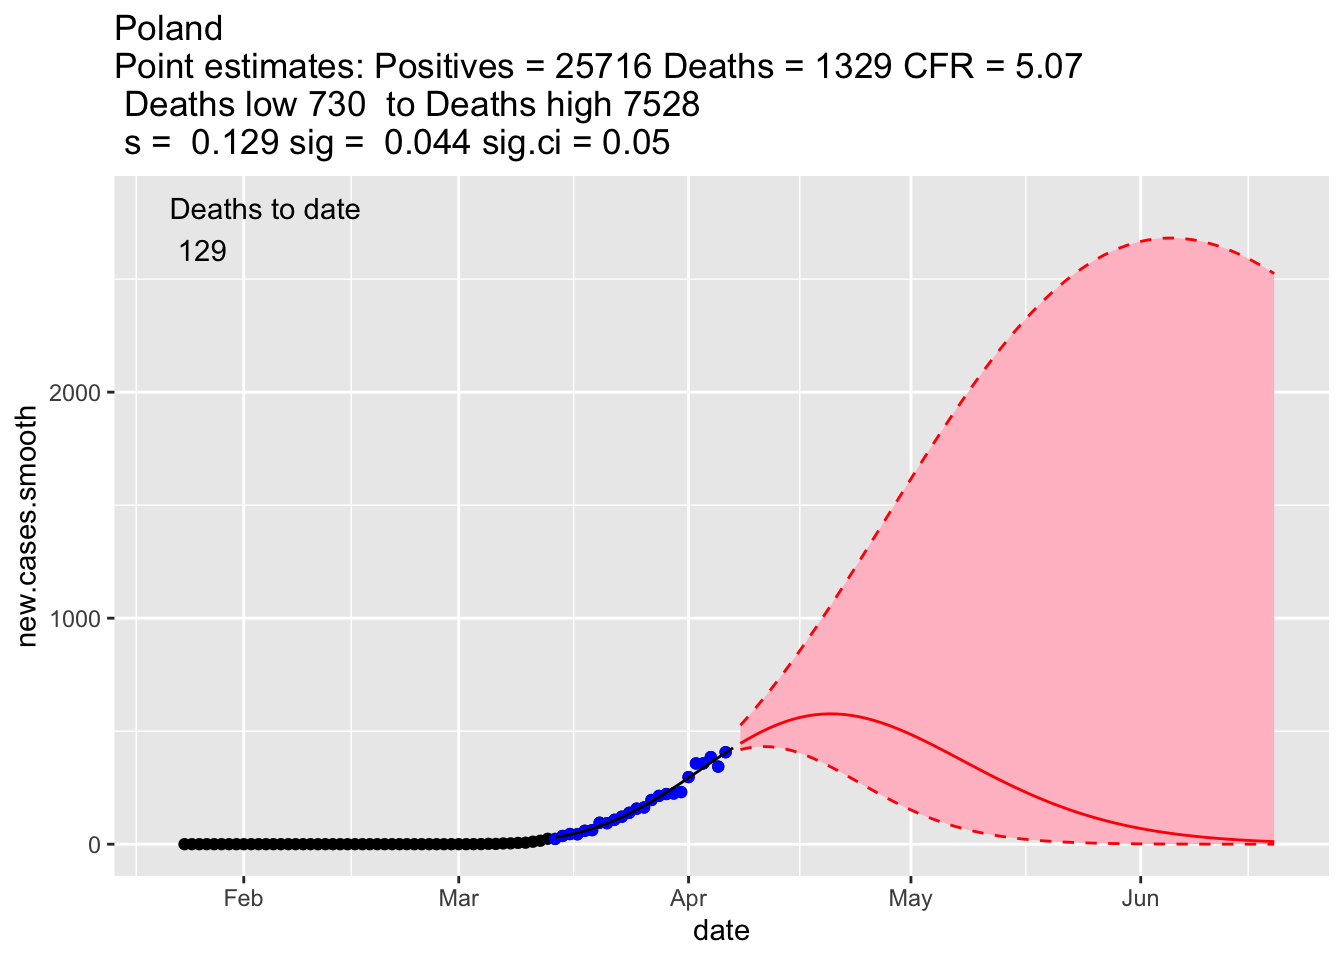 Poland
Point estimates: Positives = 25716 Deaths = 1329 CFR = 5.07
Deaths low 730  to Deaths high 7528
s =  0.129 sig =  0.044 sig.ci = 0.05
Deaths to date
129
new.cases.smooth
2000
1000
0
Feb Mar Apr May Jun
date